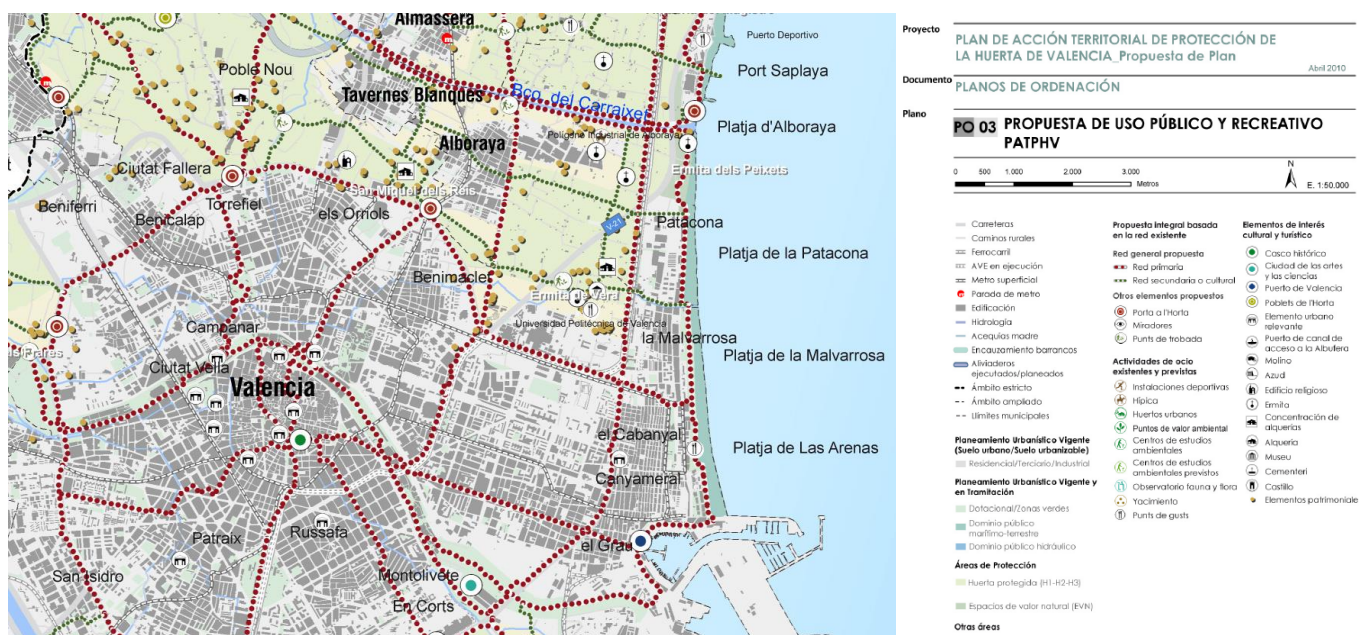 Almassera
Puerto Deportivo
Port Saplaya
Poble Nou
Tavernes Blanques
Bco. del Carraixet
Platja d'Alboraya
Polígono Industrial de Alboraya
Alboraya
Ciutat Fallera
Ermita dels Peixets
San Miquel dels Reis
Torrefiel
Beniferri
Benicalap
els Orriols
Patacona
V-21
Platja de la Patacona
Benimaclet
Ermita de Vera
Universidad Politécnica de Valencia
Campanar
la Malvarrosa
Platja de la Malvarrosa
Ciutat Vella
Valencia
el Cabanyal
Platja de Las Arenas
Canyameral
Russafa
Patraix
el Grau
San Isidro
Montolivete
En Corts
Proyecto
PLAN DE ACCIÓN TERRITORIAL DE PROTECCIÓN DE
LA HUERTA DE VALENCIA_Propuesta de Plan
Abril 2010
Documento
PLANOS DE ORDENACIÓN
Plano
PO 03 PROPUESTA DE USO PÚBLICO Y RECREATIVO
PATPHV
0 500 1.000 2.000 3.000
Metros
N
E. 1:50.000
Carreteras
Caminos rurales
Ferrocarril
AVE en ejecución
Metro superficial
Parada de metro
Edificación
Hidrología
Acequias madre
Encauzamiento barrancos
Aliviaderos
ejecutados/planeados
Ámbito estricto
Ámbito ampliado
Límites municipales
Planeamiento Urbanístico Vigente
(Suelo urbano/Suelo urbanizable)
Residencial/Terciario/Industrial
Planeamiento Urbanístico Vigente y
en Tramitación
Dotacional/Zonas verdes
Dominio público
marítimo-terrestre
Dominio público hidráulico
Áreas de Protección
Huerta protegida (H1-H2-H3)
Espacios de valor natural (EVN)
Otras áreas
Propuesta integral basada
en la red existente
Red general propuesta
Red primaria
Red secundaria o cultural
Otros elementos propuestos
Porta a l'Horta
Miradores
Punts de trobada
Actividades de ocio
existentes y previstas
Instalaciones deportivas
Hípica
Huertos urbanos
Puntos de valor ambiental
Centros de estudios
ambientales
Centros de estudios
ambientales previstos
Observatorio fauna y flora
Yacimiento
Punts de gusts
Elementos de interés
cultural y turístico
Casco histórico
Ciudad de las artes
y las ciencias
Puerto de Valencia
Poblets de l'Horta
Elemento urbano
relevante
Puerto de canal de
acceso a la Albufera
Molino
Azud
Edificio religioso
Ermita
Concentración de
alquerías
Alquería
Museu
Cementeri
Castillo
Elementos patrimoniales